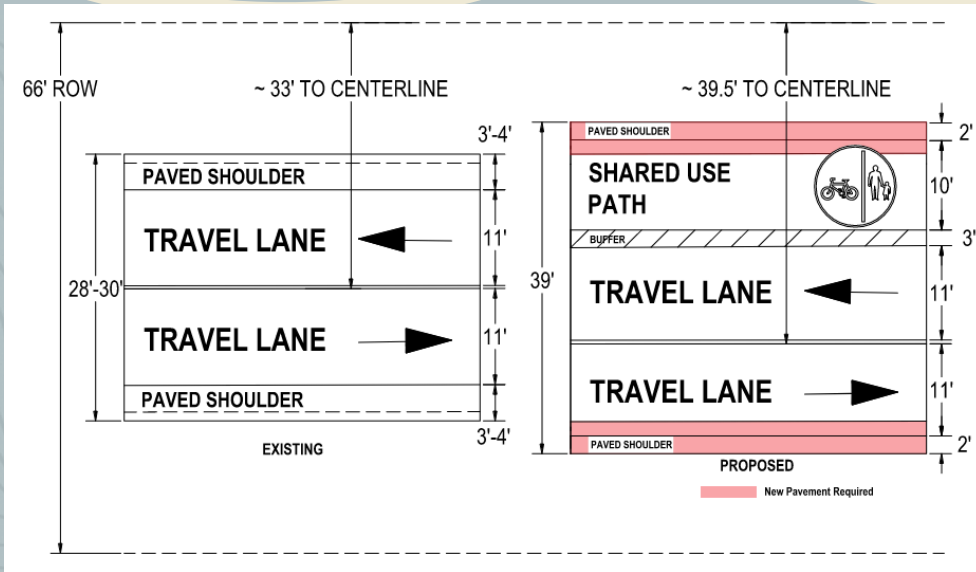 66' ROW
~ 33' TO CENTERLINE
3'-4'
PAVED SHOULDER
TRAVEL LANE
11'
28'-30'
TRAVEL LANE
11'
PAVED SHOULDER
3'-4'
EXISTING
~ 39.5' TO CENTERLINE
PAVED SHOULDER
2'
SHARED USE
PATH
10'
BUFFER
3'
39'
TRAVEL LANE
11'
TRAVEL LANE
11'
PAVED SHOULDER
2'
PROPOSED
New Pavement Required